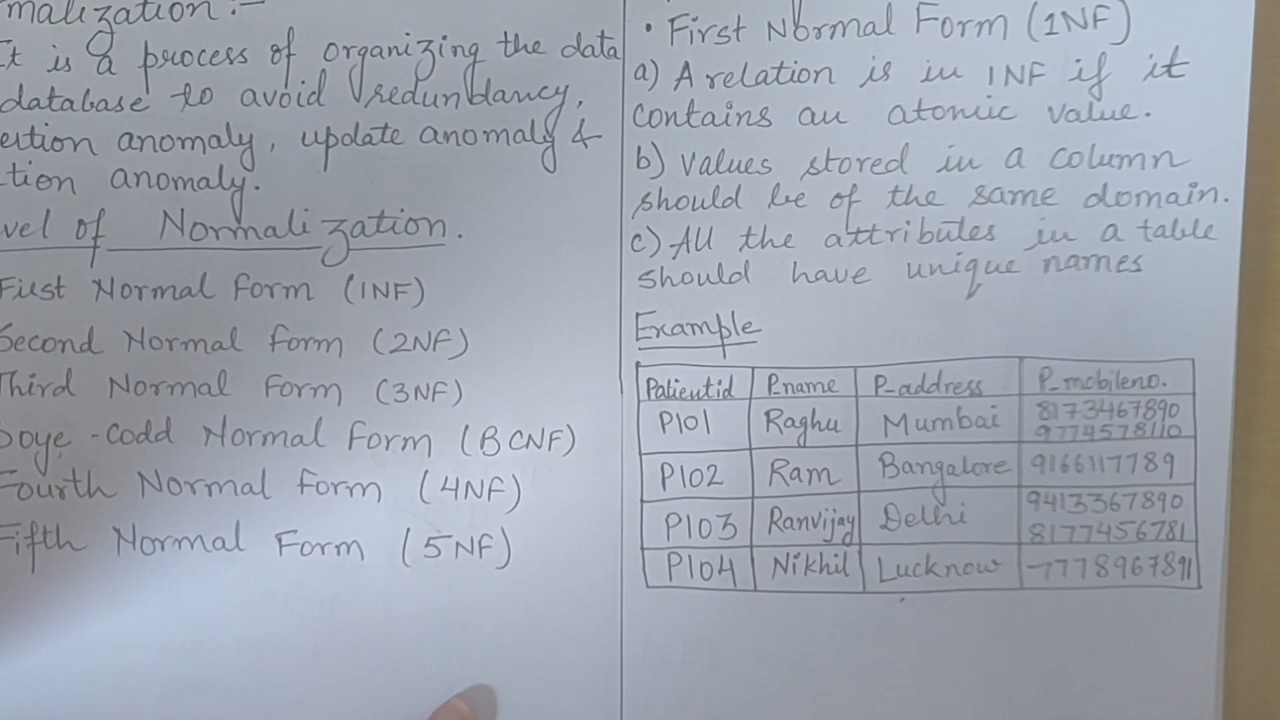 malization :-
It is a process of organizing the data
database to avoid redundancy,
ertion anomaly, update anomaly &
tion anomaly.
vel of Normalization.
First Normal Form (1NF)
Second Normal Form (2NF)
Third Normal Form (3NF)
Boye-Codd Normal Form (BCNF)
Fourth Normal Form (4NF)
Fifth Normal Form (5NF)
• First Normal Form (1NF)
a) A relation is in 1NF if it
contains an atomic value.
b) Values stored in a column
should be of the same domain.
c) All the attributes in a table
should have unique names
Example
Patientid P_name P_address P_mobileno.
P101 Raghu Mumbai 8173467890
9774578110
P102 Ram Bangalore 9166117789
P103 Ranvijay Delhi 9413367890
8177456781
P104 Nikhil Lucknow 7778967891